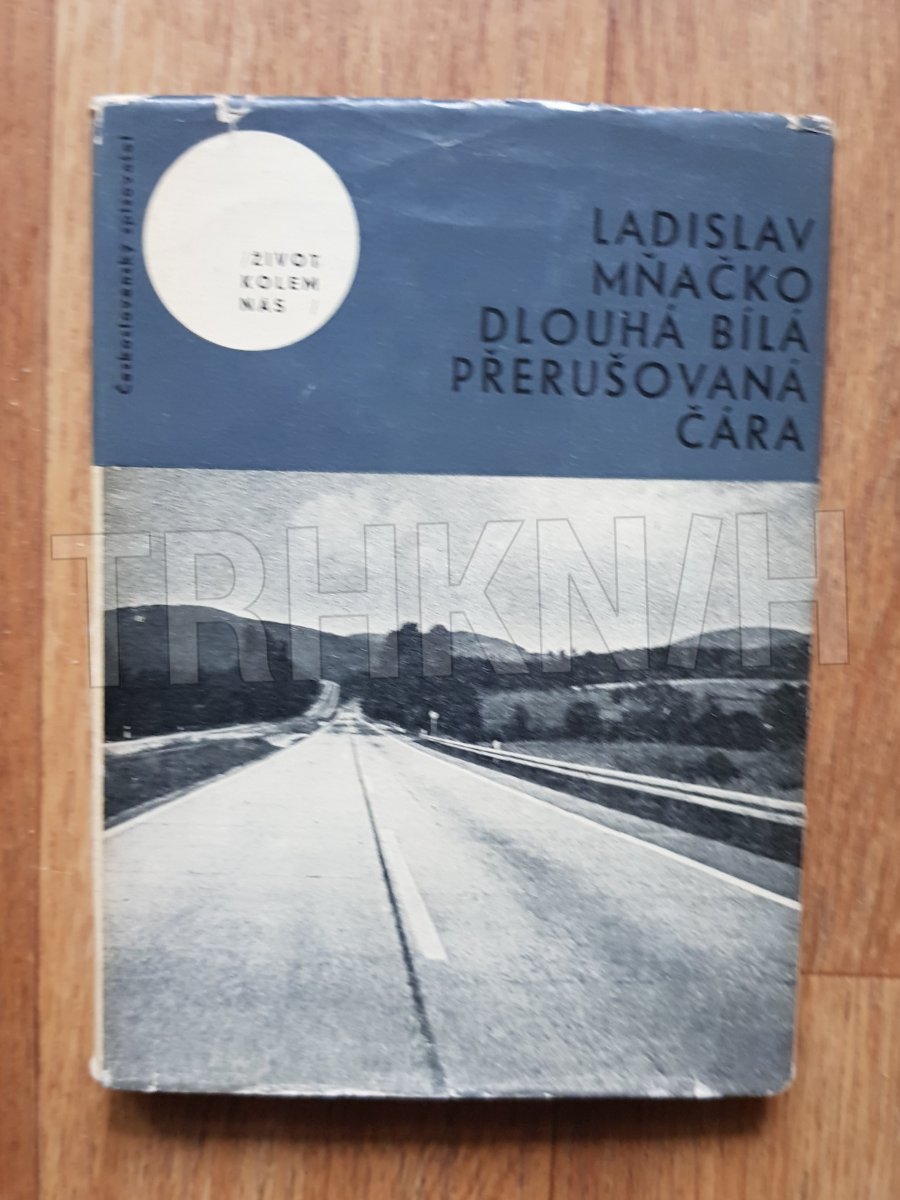 Československý spisovatel
/ŽIVOT
KOLEM
NÁS /
LADISLAV
MŇAČKO
DLOUHÁ BÍLÁ
PŘERUŠOVANÁ
ČÁRA
TRHKNIH